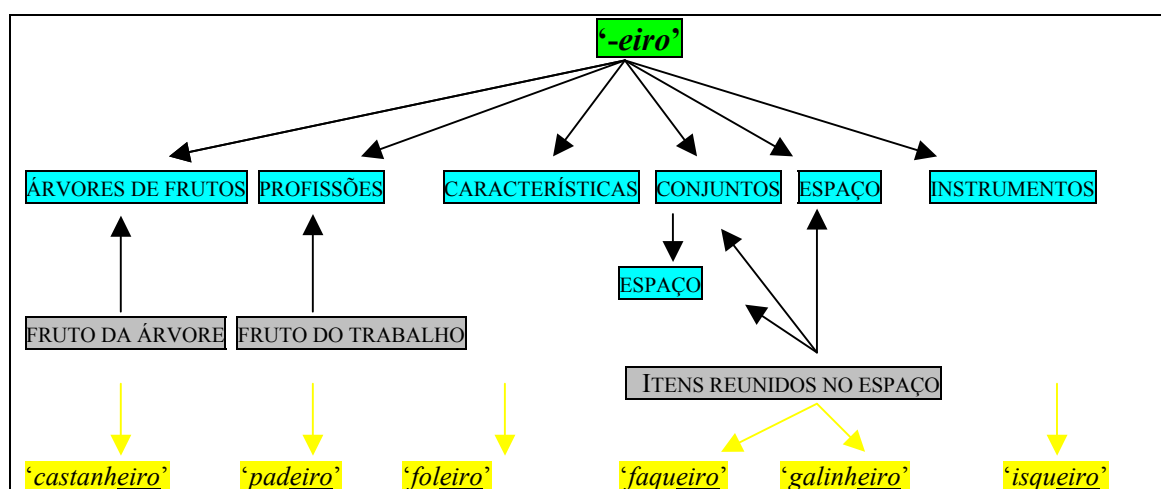 ‘-eiro’
ÁRVORES DE FRUTOS PROFISSÕES CARACTERÍSTICAS CONJUNTOS ESPAÇO INSTRUMENTOS
ESPAÇO
FRUTO DA ÁRVORE FRUTO DO TRABALHO
ITENS REUNIDOS NO ESPAÇO
‘castanheiro’ ‘padeiro’ ‘foleiro’ ‘faqueiro’ ‘galinheiro’ ‘isqueiro’